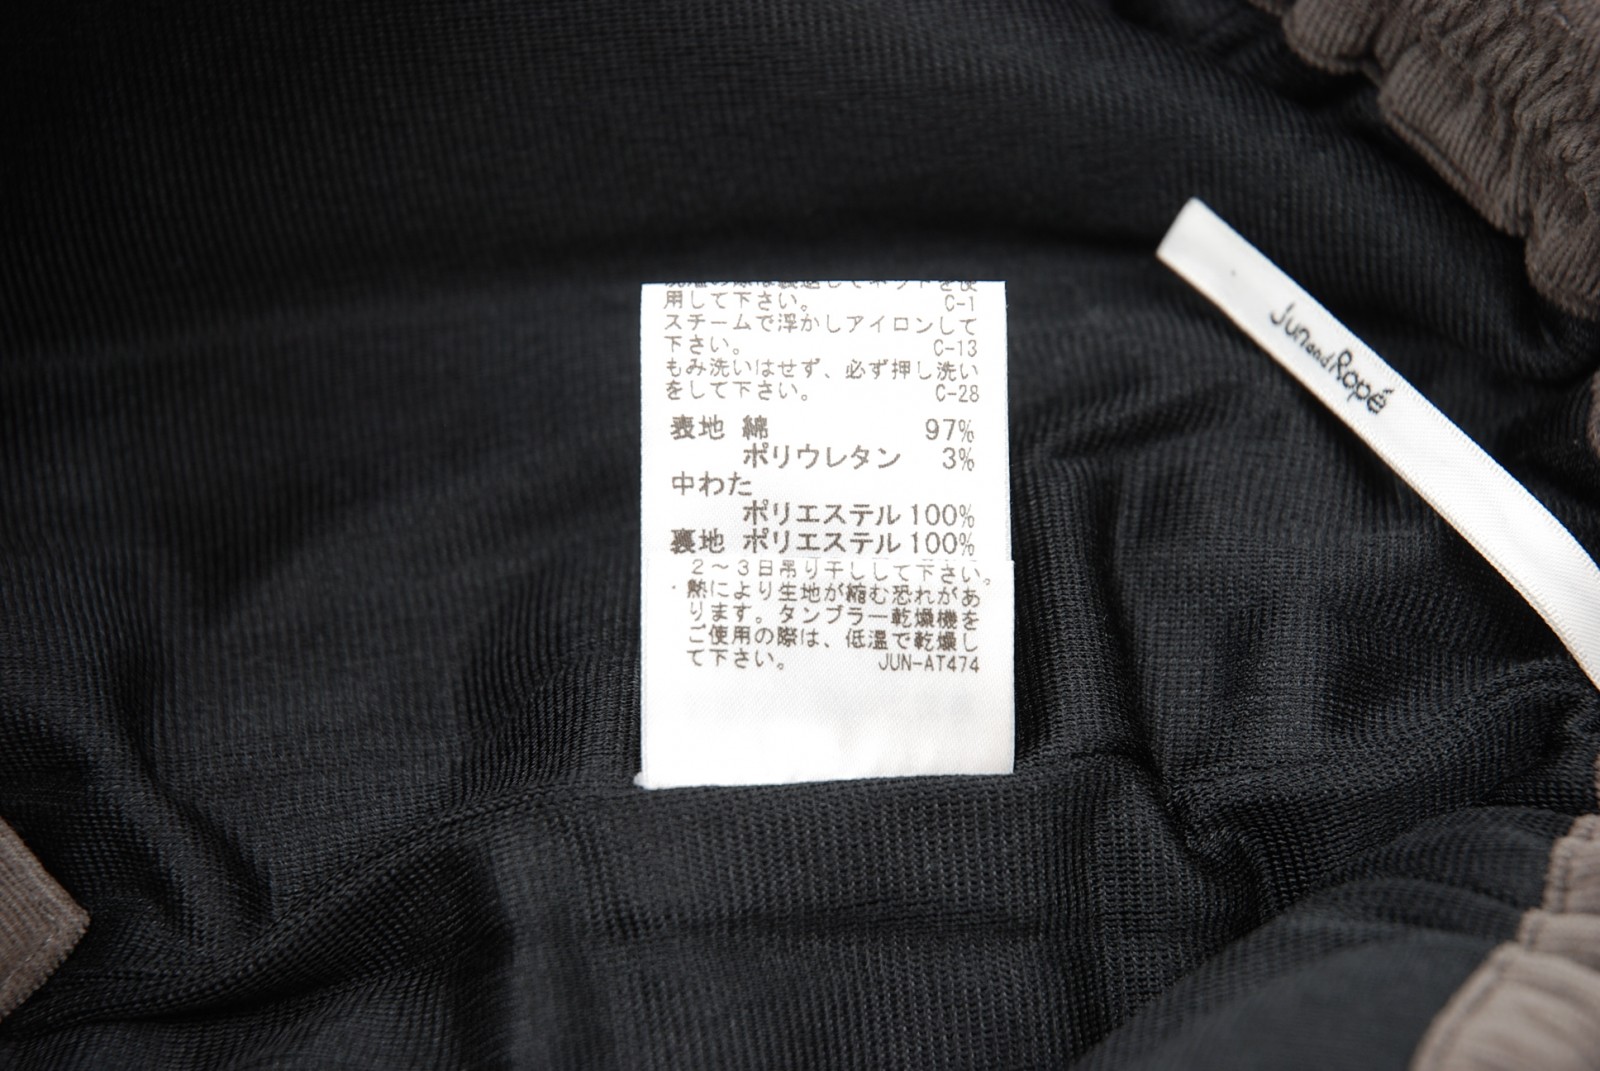 用して下さい。 C-1
スチームで浮かしアイロンして
下さい。 C-13
もみ洗いはせず、必ず押し洗い
をして下さい。 C-28
表地 綿 97%
ポリウレタン 3%
中わた
ポリエステル 100%
裏地 ポリエステル 100%
2～3日吊り干しして下さい。
・熱により生地が縮む恐れがあ
ります。タンブラー乾燥機を
ご使用の際は、低温で乾燥し
て下さい。 JUN-AT474
Jun and Ropé